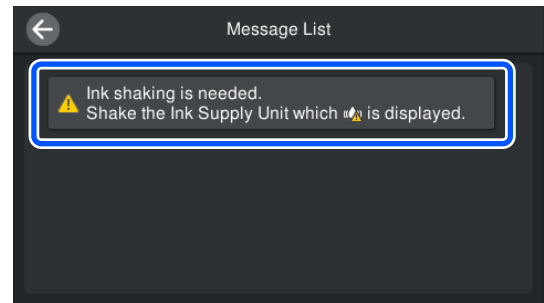 Message List
Ink shaking is needed.
Shake the Ink Supply Unit which is displayed.